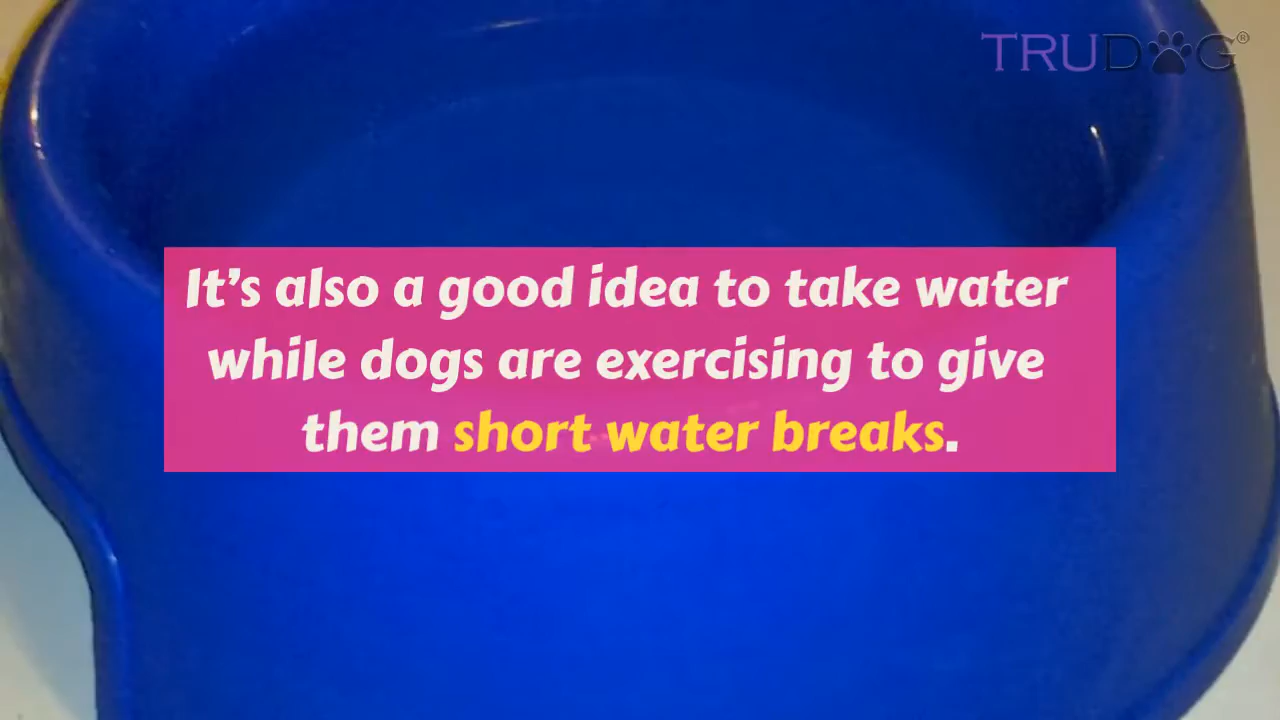 TRUDOG®
It's also a good idea to take water
while dogs are exercising to give
them short water breaks.